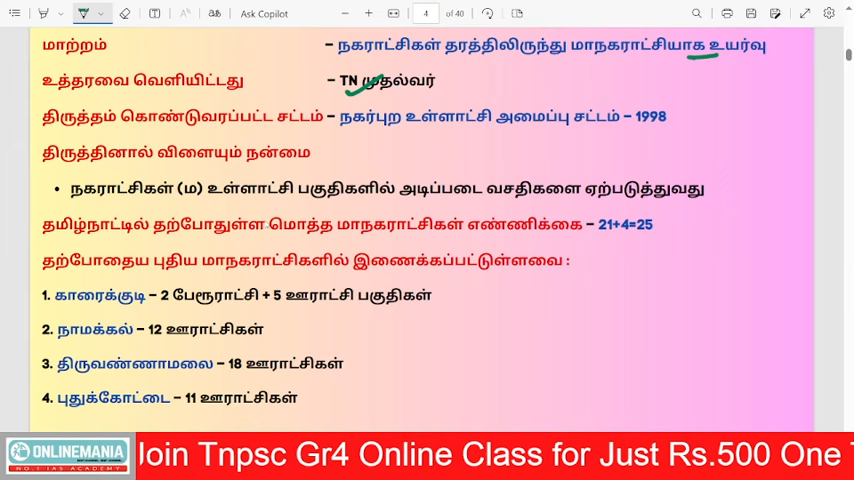 Ask Copilot
4 of 40
மாற்றம் – நகராட்சிகள் தரத்திலிருந்து மாநகராட்சியாக உயர்வு
உத்தரவை வெளியிட்டது – TN முதல்வர்
திருத்தம் கொண்டுவரப்பட்ட சட்டம் – நகர்புற உள்ளாட்சி அமைப்பு சட்டம் – 1998
திருத்தினால் விளையும் நன்மை
• நகராட்சிகள் (ம) உள்ளாட்சி பகுதிகளில் அடிப்படை வசதிகளை ஏற்படுத்துவது
தமிழ்நாட்டில் தற்போதுள்ள மொத்த மாநகராட்சிகள் எண்ணிக்கை – 21+4=25
தற்போதைய புதிய மாநகராட்சிகளில் இணைக்கப்பட்டுள்ளவை :
1. காரைக்குடி – 2 பேரூராட்சி + 5 ஊராட்சி பகுதிகள்
2. நாமக்கல் – 12 ஊராட்சிகள்
3. திருவண்ணாமலை – 18 ஊராட்சிகள்
4. புதுக்கோட்டை – 11 ஊராட்சிகள்
ONLINEMANIA
NO.1 IAS ACADEMY
Join Tnpsc Gr4 Online Class for Just Rs.500 One